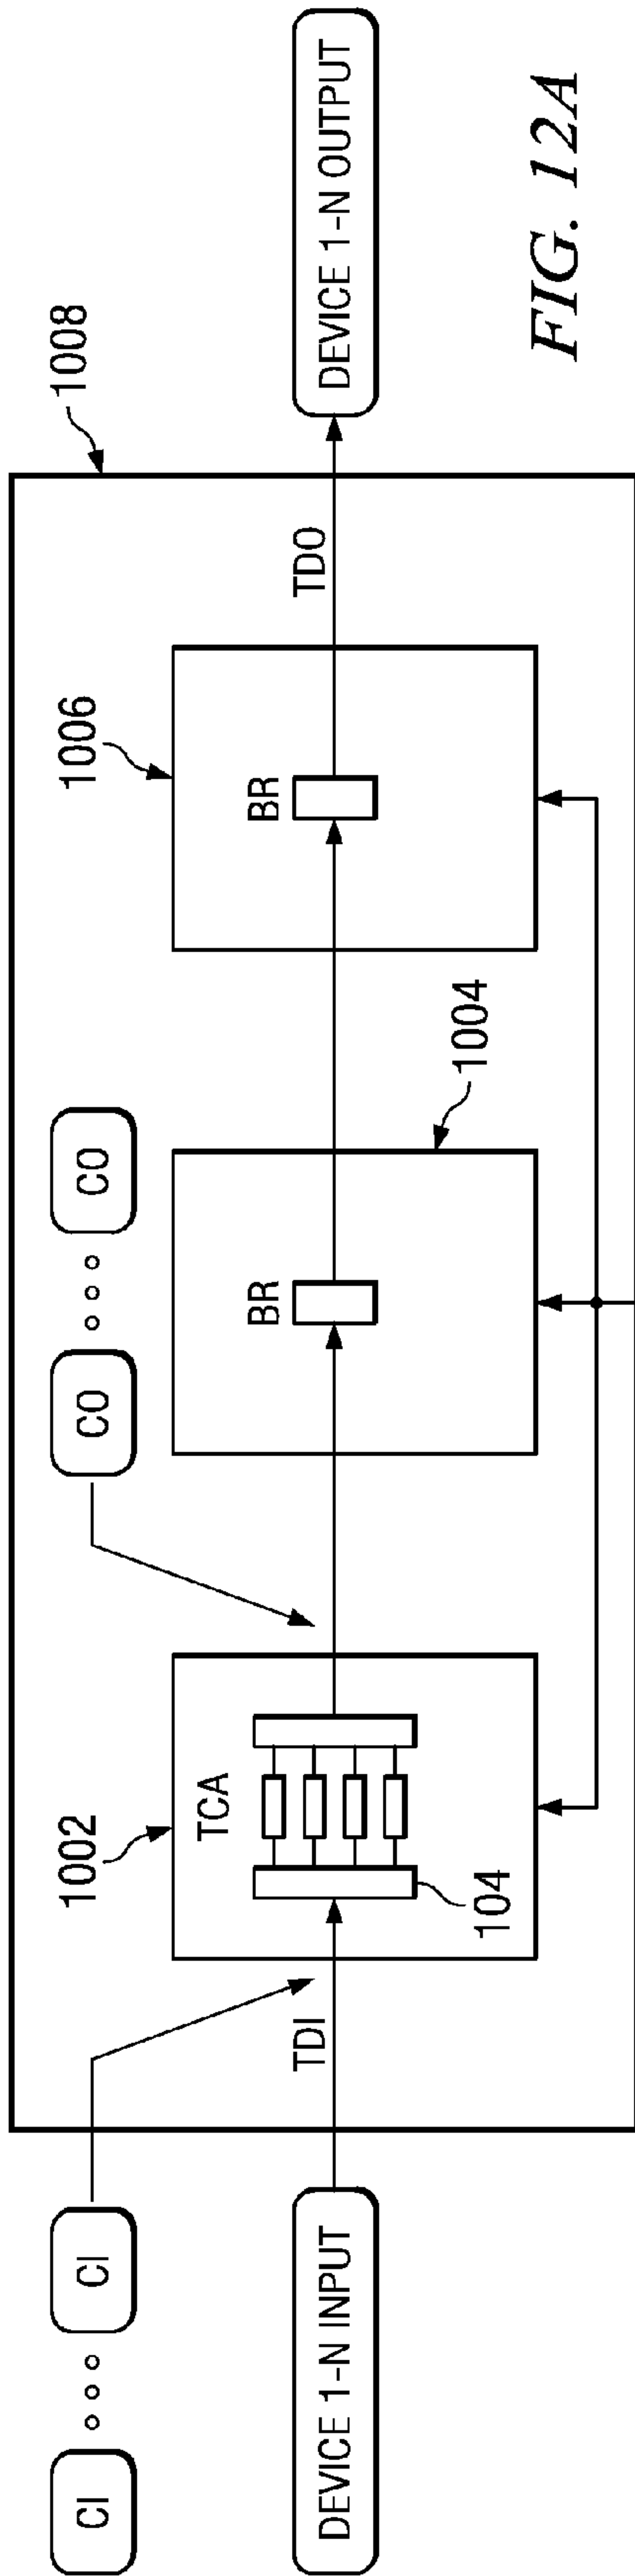 CI
CI
CO
CO
1008
DEVICE 1-N INPUT
TDI
1002
TCA
104
BR
1004
1006
BR
TDO
DEVICE 1-N OUTPUT
FIG. 12A